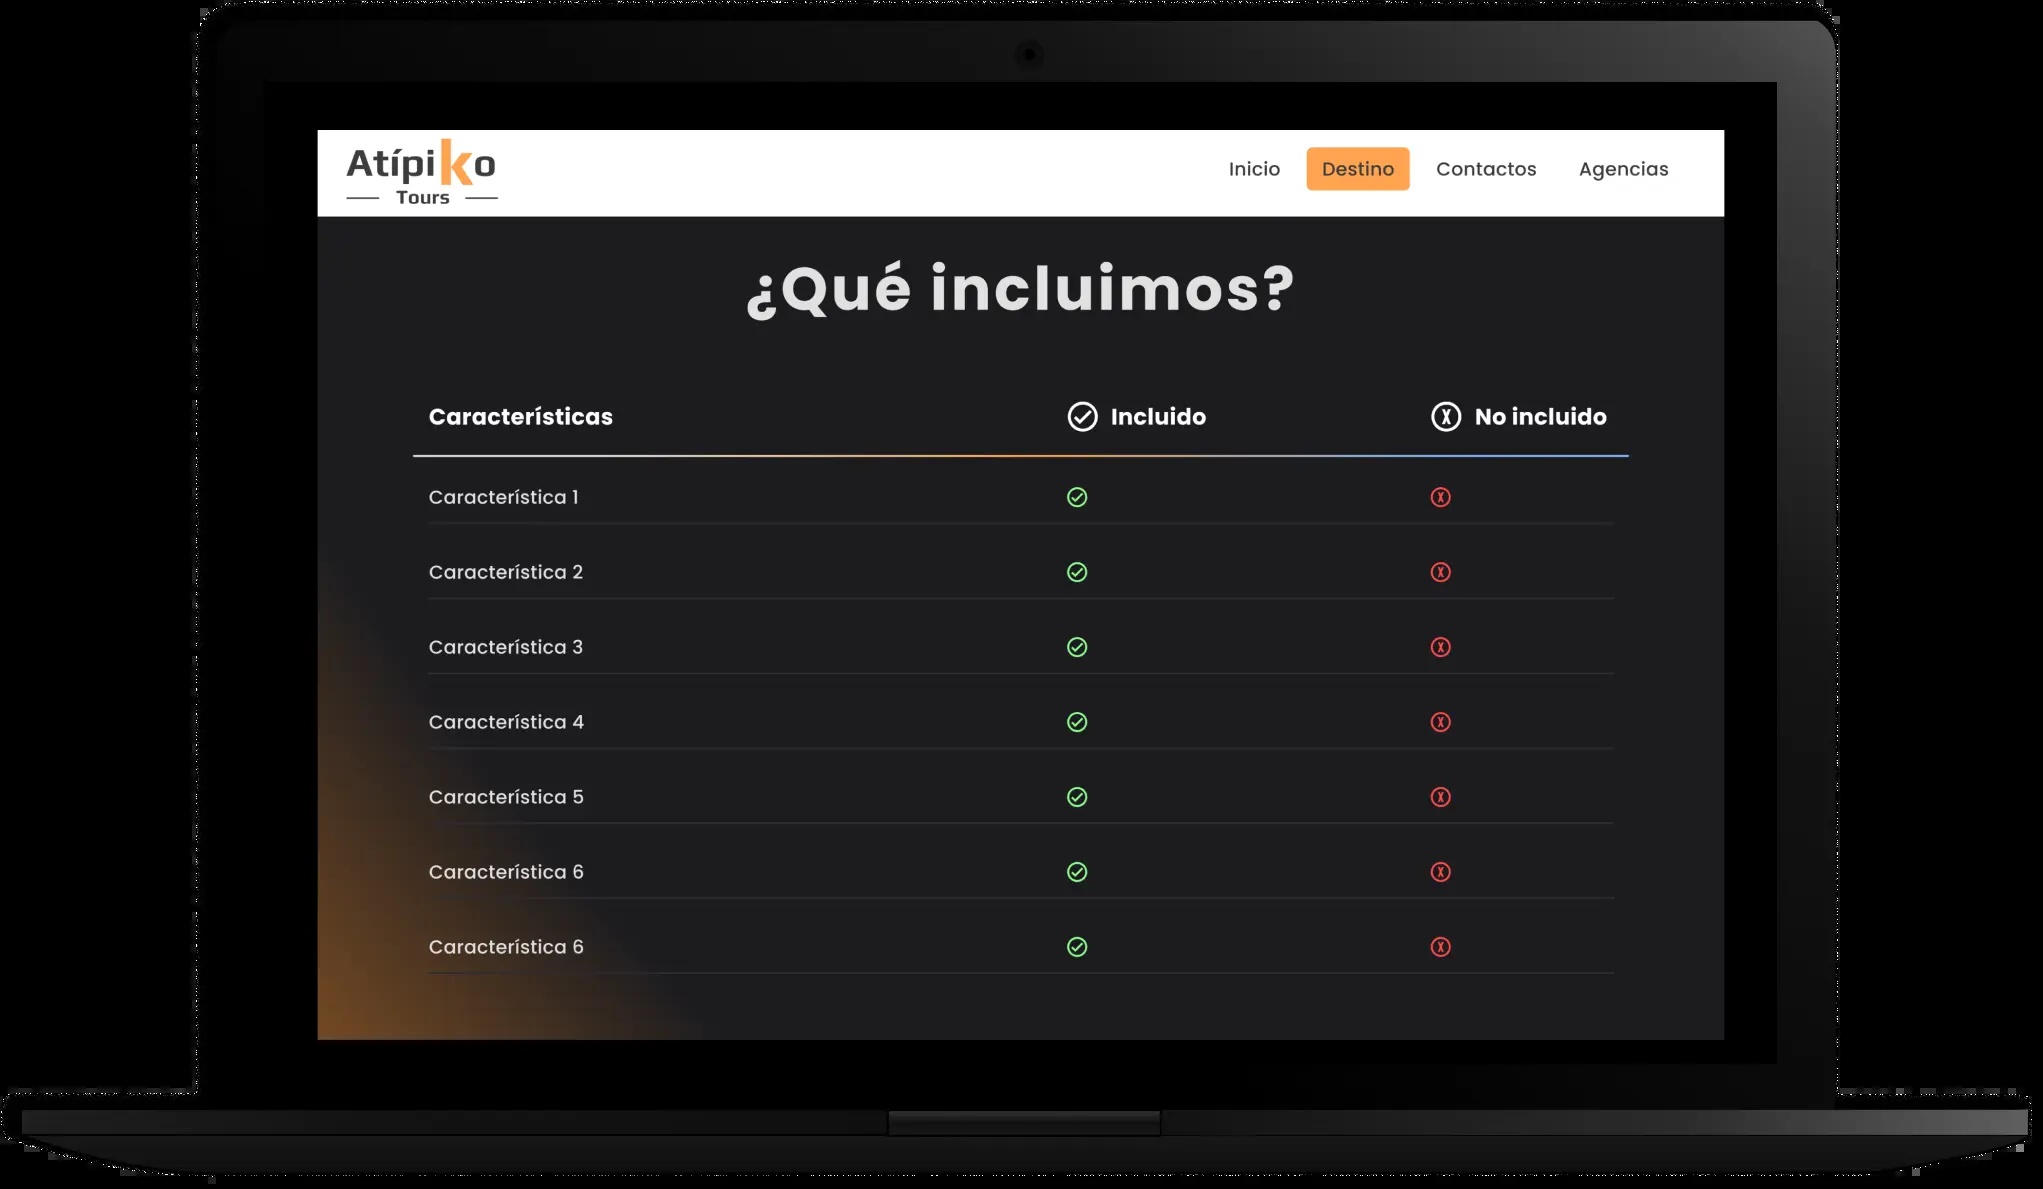 Atípiko
Tours
Inicio Destino Contactos Agencias
¿Qué incluimos?
Características Incluido No incluido
Característica 1
Característica 2
Característica 3
Característica 4
Característica 5
Característica 6
Característica 6